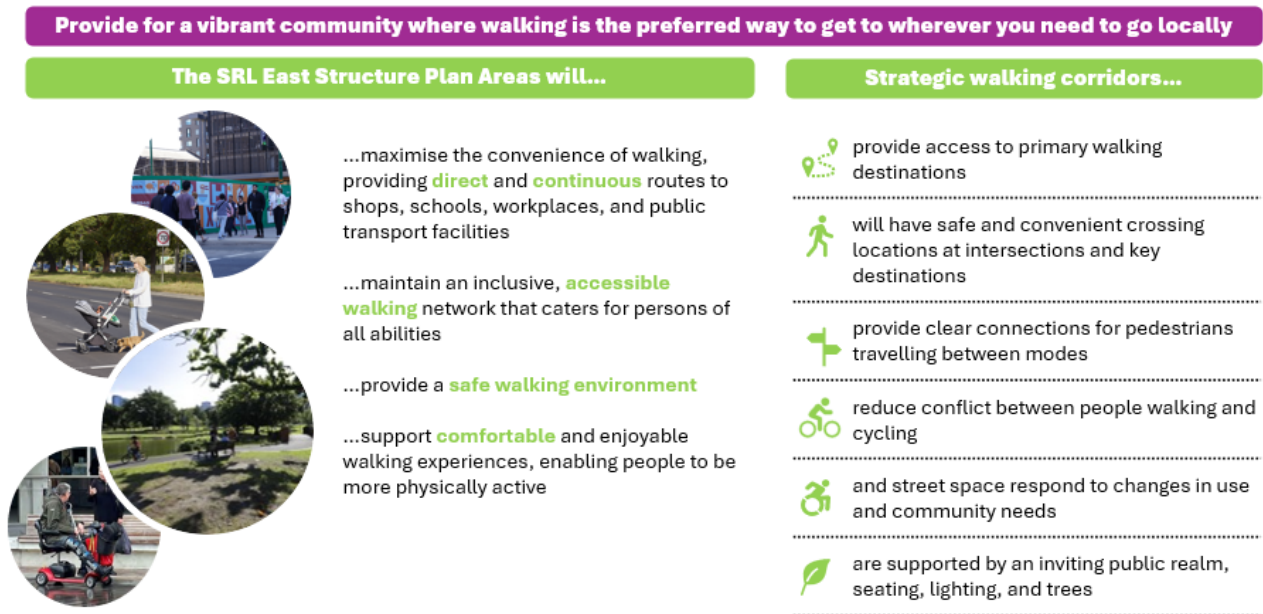 Provide for a vibrant community where walking is the preferred way to get to wherever you need to go locally
The SRL East Structure Plan Areas will...
...maximise the convenience of walking,
providing direct and continuous routes to
shops, schools, workplaces, and public
transport facilities
...maintain an inclusive, accessible
walking network that caters for persons of
all abilities
...provide a safe walking environment
...support comfortable and enjoyable
walking experiences, enabling people to be
more physically active
Strategic walking corridors...
provide access to primary walking
destinations
will have safe and convenient crossing
locations at intersections and key
destinations
provide clear connections for pedestrians
travelling between modes
reduce conflict between people walking and
cycling
and street space respond to changes in use
and community needs
are supported by an inviting public realm,
seating, lighting, and trees